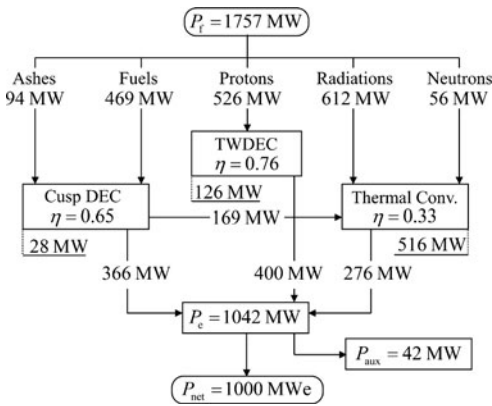 P_f = 1757 MW
Ashes Fuels Protons Radiations Neutrons
94 MW 469 MW 526 MW 612 MW 56 MW
TWDEC
η = 0.76
126 MW
Cusp DEC
η = 0.65
28 MW
169 MW
Thermal Conv.
η = 0.33
516 MW
366 MW 400 MW 276 MW
P_e = 1042 MW
P_aux = 42 MW
P_net = 1000 MWe